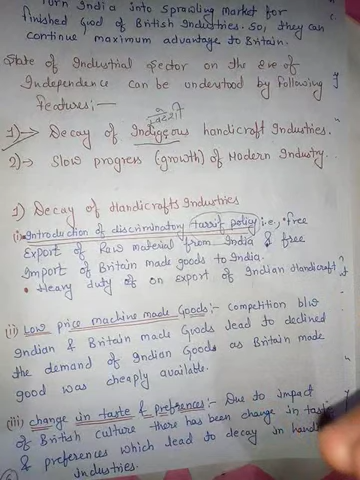 Turn India into sprawling market for
finished Good of British Industries. So, they can
continue maximum advantage to Britain.
State of Industrial Sector on the eve of
Independence can be understood by following
features;—
1) → Decay of Indigeous handicraft Industries.
2) → Slow progress (growth) of Modern Industry.
1) Decay of Handicrafts Industries
(i) Introduction of discriminatory tarrif policy i.e., • free
Export of Raw material from India & free
Import of Britain made goods to India.
• Heavy duty of on export of Indian Handicraft
(ii) Low price machine made Goods:- competition b/w
Indian & Britain made Goods lead to declined
the demand of Indian Goods as Britain made
good was cheaply available.
(iii) change in taste & prefrences:- Due to impact
of British culture there has been change in taste
& preferences which lead to decay in
industries.